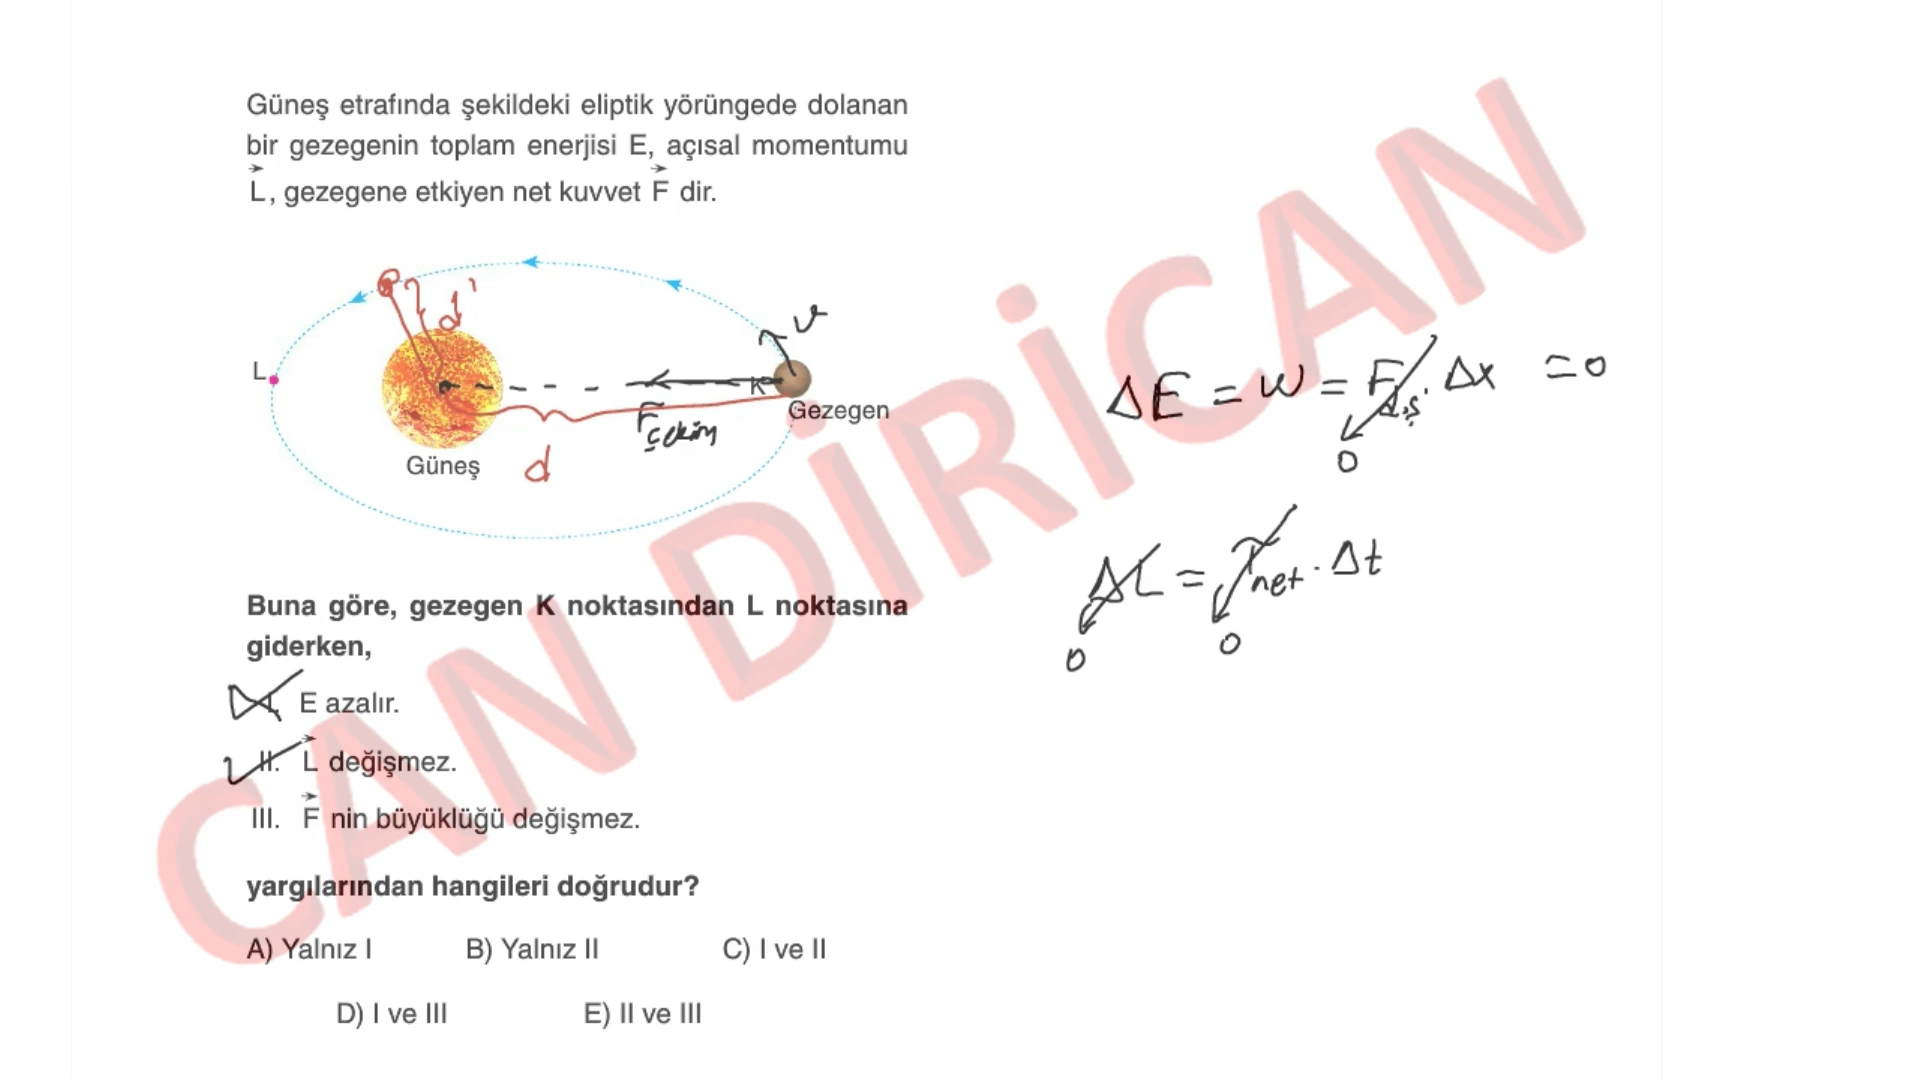 Güneş etrafında şekildeki eliptik yörüngede dolanan
bir gezegenin toplam enerjisi E, açısal momentumu
L, gezegene etkiyen net kuvvet F dir.
d'
v
L
K
Gezegen
F çekim
Güneş
d
ΔE = W = F dış . Δx = 0
0
ΔL = τ net . Δt
0
0
Buna göre, gezegen K noktasından L noktasına
giderken,
I. E azalır.
II. L değişmez.
III. F nin büyüklüğü değişmez.
yargılarından hangileri doğrudur?
A) Yalnız I B) Yalnız II C) I ve II
D) I ve III E) II ve III
CAN DİRİCAN